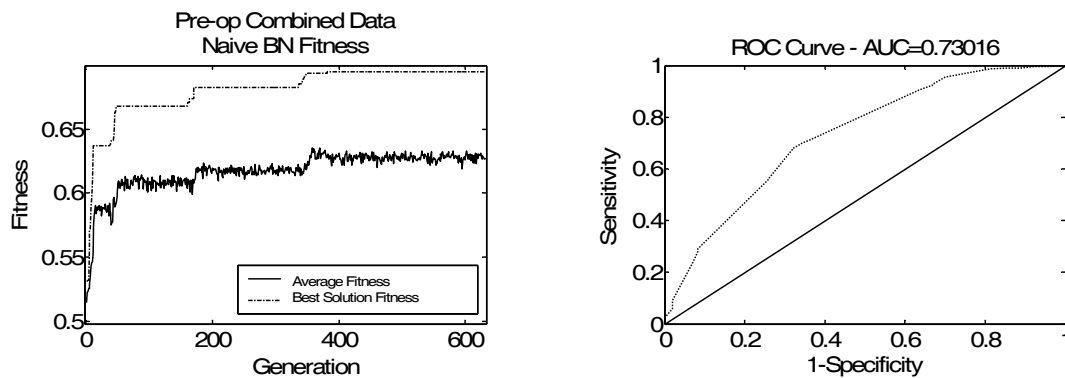 Pre-op Combined Data
Naive BN Fitness
Fitness
0.65
0.6
0.55
0.5
0
200
400
600
Generation
Average Fitness
Best Solution Fitness
ROC Curve - AUC=0.73016
Sensitivity
1
0.8
0.6
0.4
0.2
0
0
0.2
0.4
0.6
0.8
1-Specificity